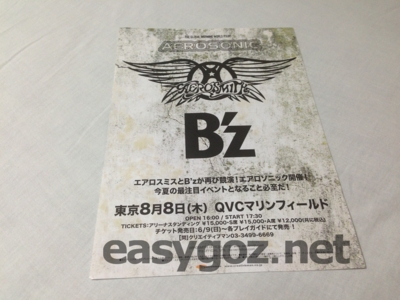 AEROSONIC
AEROSMITH
B'z
エアロスミスとB'zが再び競演!エアロソニック開催!
今夏の最注目イベントとなること必至だ!
東京8月8日(木) QVCマリンフィールド
OPEN 16:00 / START 17:30
TICKETS:アリーナスタンディング ¥15,000・S席 ¥15,000・A席 ¥12,000(共に税込)
チケット発売日:6/9(日)〜各プレイガイドにて発売!
(問)クリエイティブマン03-3499-6669
easygoz.net